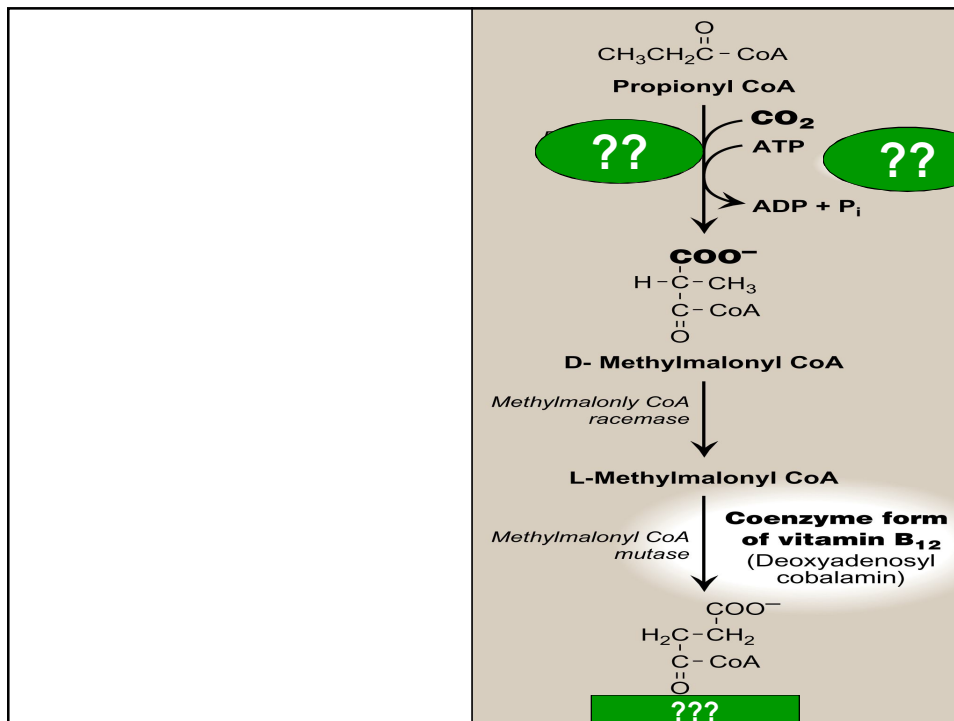 O
CH₃CH₂C – CoA
Propionyl CoA
CO₂
?? ATP ??
ADP + Pᵢ
COO⁻
H – C – CH₃
C – CoA
O
D- Methylmalonyl CoA
Methylmalonly CoA
racemase
L-Methylmalonyl CoA
Methylmalonyl CoA
mutase
Coenzyme form
of vitamin B₁₂
(Deoxyadenosyl
cobalamin)
COO⁻
H₂C – CH₂
C – CoA
O
???